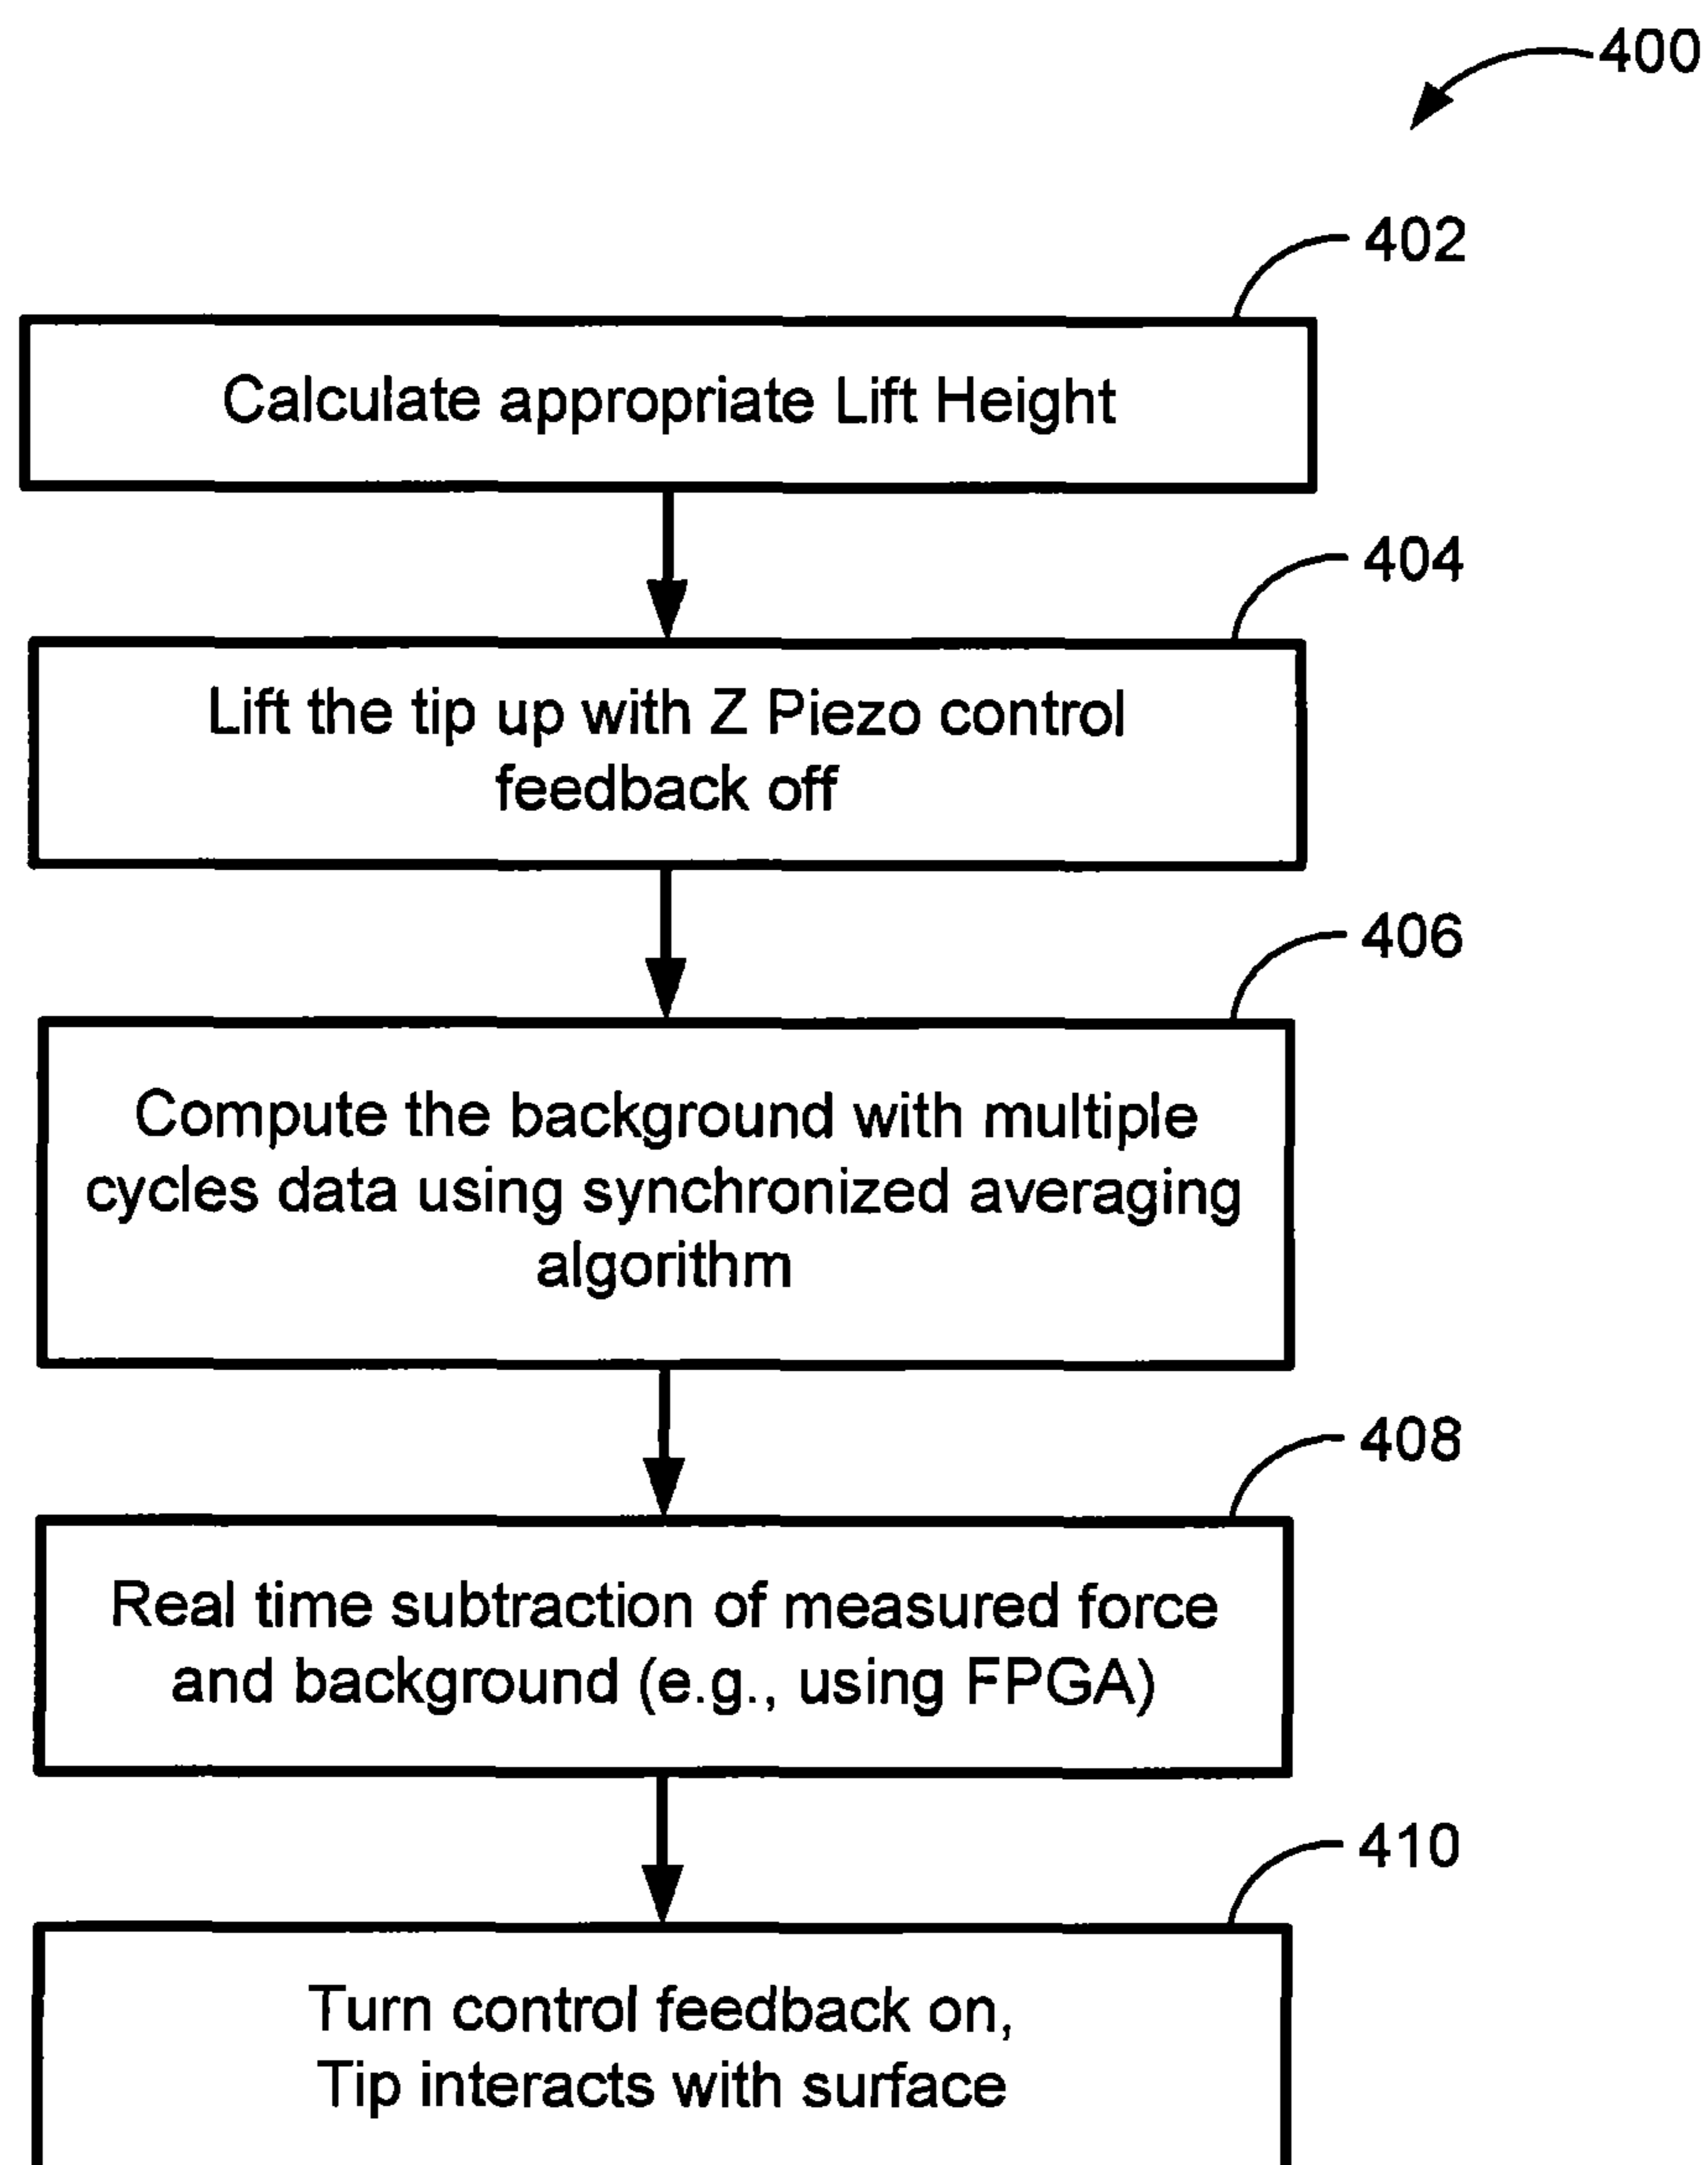 400
402
Calculate appropriate Lift Height
404
Lift the tip up with Z Piezo control
feedback off
406
Compute the background with multiple
cycles data using synchronized averaging
algorithm
408
Real time subtraction of measured force
and background (e.g., using FPGA)
410
Turn control feedback on,
Tip interacts with surface